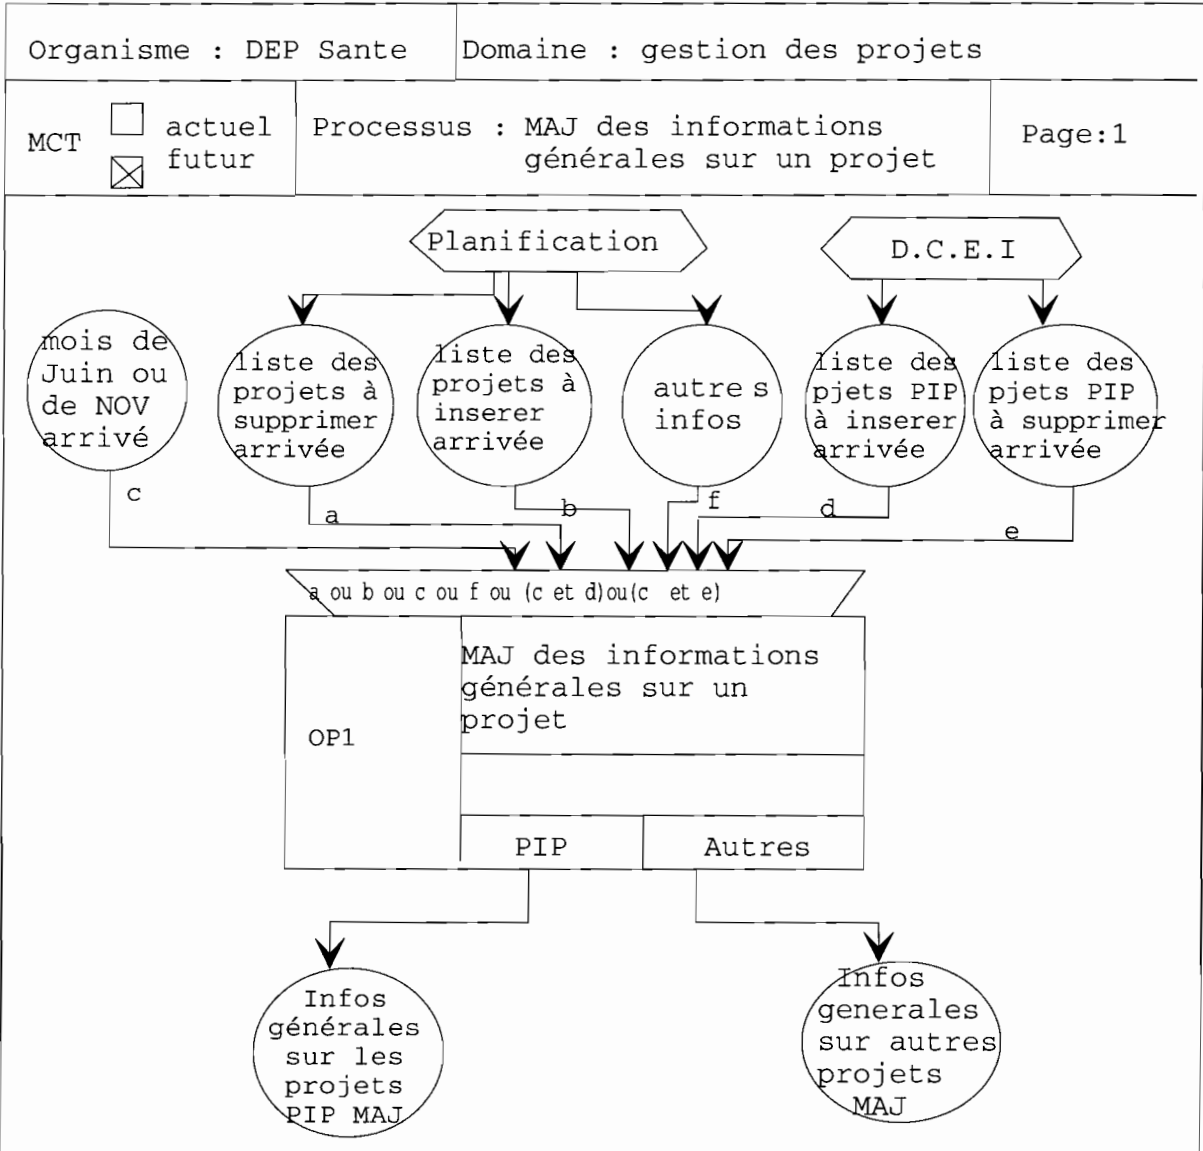 Organisme : DEP Sante
Domaine : gestion des projets
MCT
actuel
futur
Processus : MAJ des informations
générales sur un projet
Page:1
Planification
D.C.E.I
mois de
Juin ou
de NOV
arrivé
liste des
projets à
supprimer
arrivée
liste des
projets à
inserer
arrivée
autre s
infos
liste des
pjets PIP
à inserer
arrivée
liste des
pjets PIP
à supprimer
arrivée
c
a
b
f
d
e
a ou b ou c ou f ou (c et d)ou(c et e)
OP1
MAJ des informations
générales sur un
projet
PIP
Autres
Infos
générales
sur les
projets
PIP MAJ
Infos
generales
sur autres
projets
MAJ